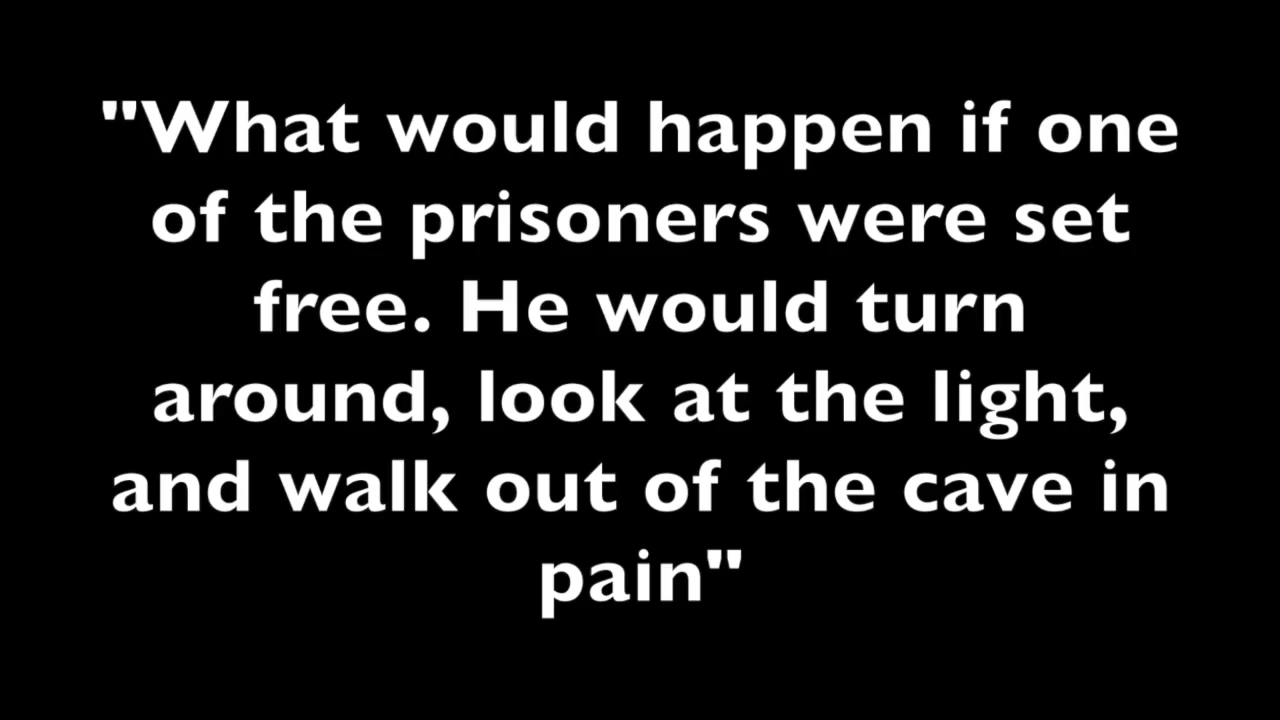 "What would happen if one
of the prisoners were set
free. He would turn
around, look at the light,
and walk out of the cave in
pain"